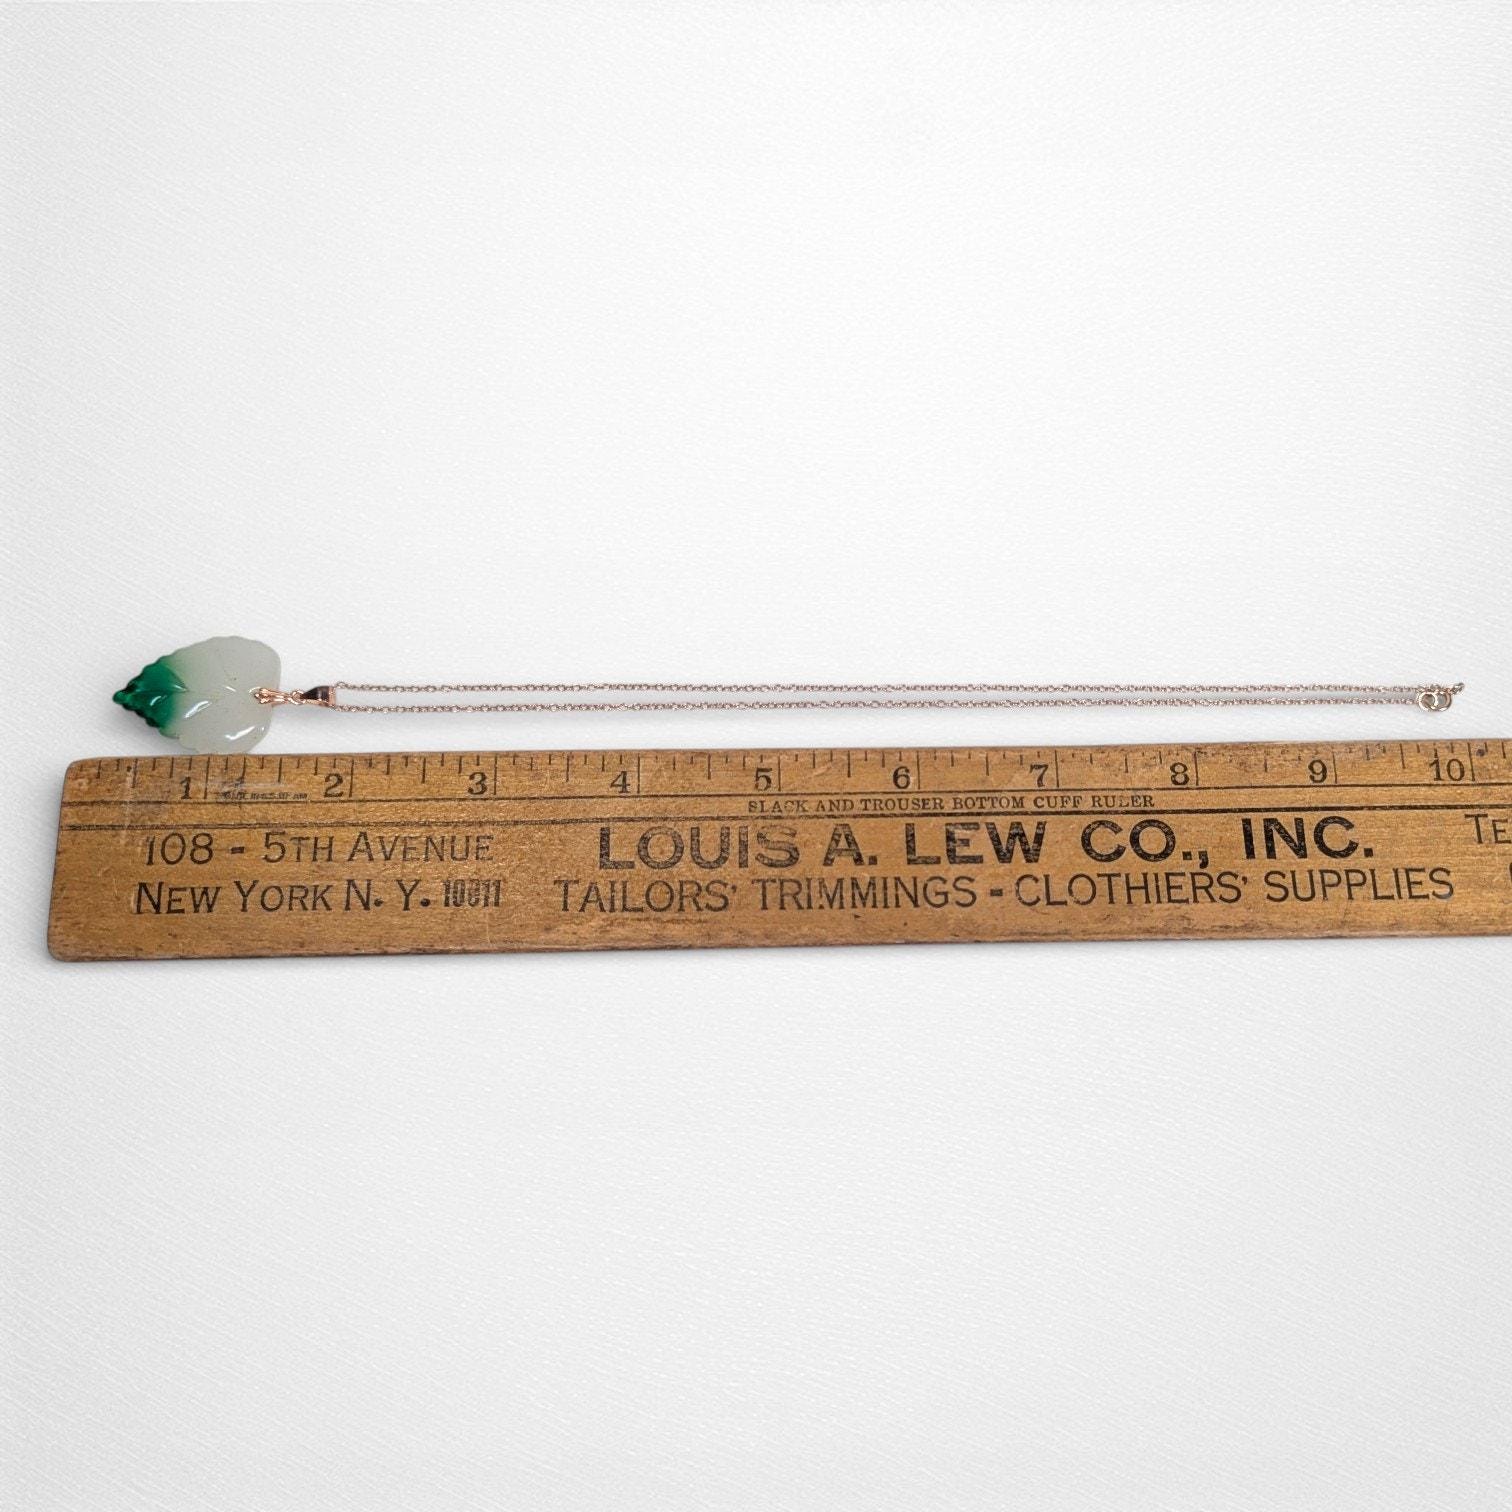 1 2 3 4 5 6 7 8 9 10
SLACK AND TROUSER BOTTOM CUFF RULER
108 - 5TH AVENUE LOUIS A. LEW CO., INC.
NEW YORK N. Y. 10011 TAILORS' TRIMMINGS - CLOTHIERS' SUPPLIES